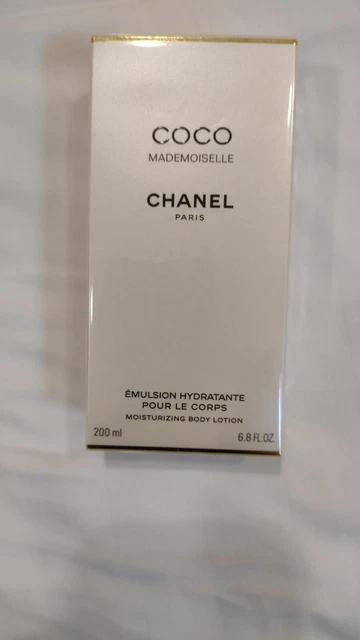 COCO
MADEMOISELLE
CHANEL
PARIS
ÉMULSION HYDRATANTE
POUR LE CORPS
MOISTURIZING BODY LOTION
200 ml 6.8 FL.OZ.